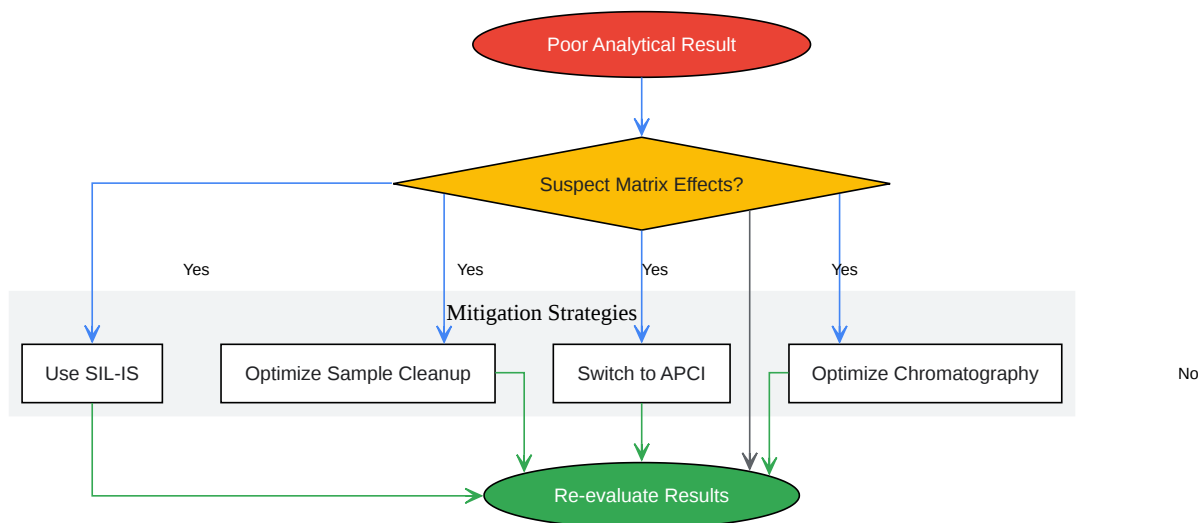 Poor Analytical Result
Suspect Matrix Effects?
Yes
Yes
Yes
Yes
Mitigation Strategies
Use SIL-IS
Optimize Sample Cleanup
Switch to APCI
Optimize Chromatography
No
Re-evaluate Results